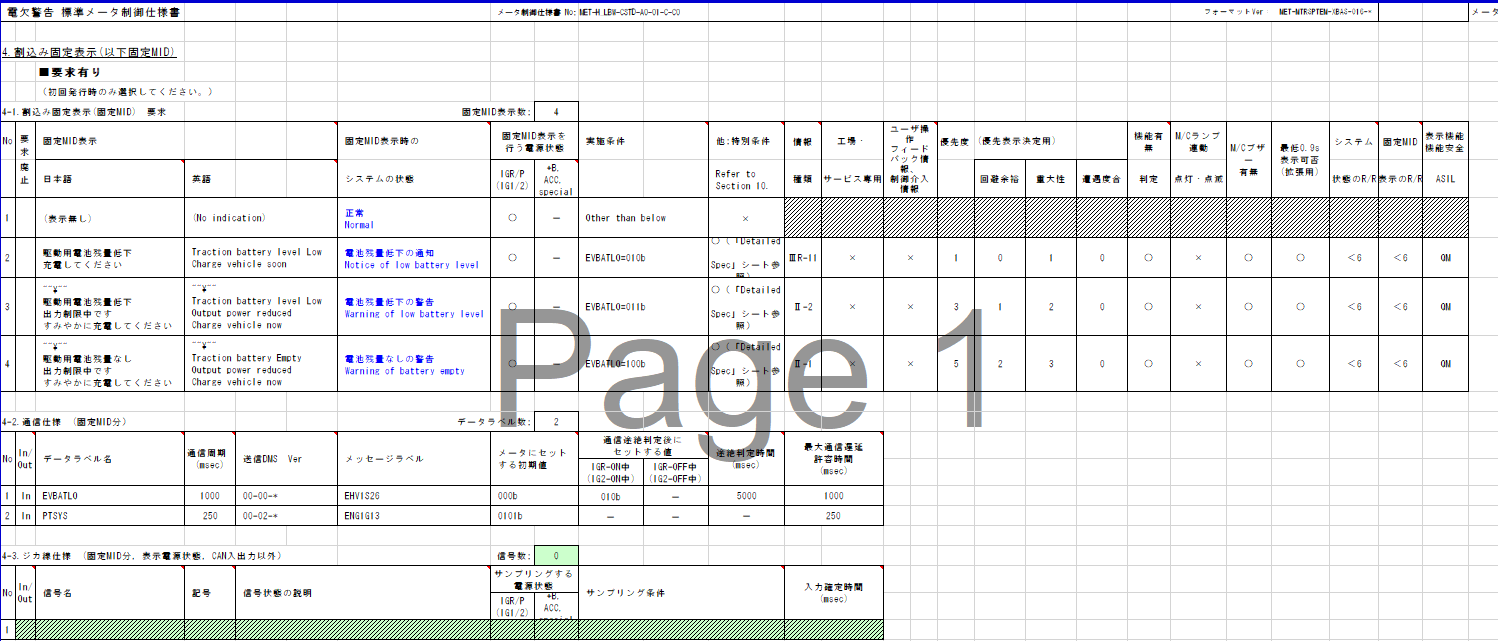 電欠警告 標準メータ制御仕様書 メータ制御仕様書 No: MET-H_LBW-CSTD-A0-01-C-C0 フォーマットVer MET-MTRSPTEM-XBAS-016-* メータ
4.割込み固定表示(以下固定MID)
■要求有り
(初回発行時のみ選択してください。)
4-1.割込み固定表示(固定MID) 要求 固定MID表示数: 4
No 要求廃止 固定MID表示 固定MID表示時の 固定MID表示を行う電源状態 実施条件 他:特別条件 情報 工場・ ユーザ操作フィードバック情報、制御介入情報 優先度 (優先表示決定用) 機能有無 M/Cランプ連動 M/Cブザー有無 最低0.9s表示可否(拡張用) システム 固定MID 表示機能機能安全
日本語 英語 システムの状態 IGR/P (IG1/2) +B, ACC, special Refer to Section 10. 種類 サービス専用 回避余裕 重大性 遭遇度合 判定 点灯・点滅 状態のR/R 表示のR/R ASIL
1 (表示無し) (No indication) 正常 Normal ○ − Other than below ×
2 駆動用電池残量低下 充電してください Traction battery level Low Charge vehicle soon 電池残量低下の通知 Notice of low battery level ○ − EVBATLO=010b ○(「Detailed Spec」シート参照) ⅢR-11 × × 1 0 1 0 ○ × ○ ○ <6 <6 QM
3 駆動用電池残量低下 出力制限中です すみやかに充電してください Traction battery level Low Output power reduced Charge vehicle now 電池残量低下の警告 Warning of low battery level ○ − EVBATLO=011b ○(「Detailed Spec」シート参照) Ⅱ-2 × × 3 1 2 0 ○ × ○ ○ <6 <6 QM
4 駆動用電池残量なし 出力制限中です すみやかに充電してください Traction battery Empty Output power reduced Charge vehicle now 電池残量なしの警告 Warning of battery empty ○ − EVBATLO=100b ○(「Detailed Spec」シート参照) Ⅱ-1 × × 5 2 3 0 ○ × ○ ○ <6 <6 QM
Page 1
4-2.通信仕様 (固定MID分) データラベル数: 2
No In/Out データラベル名 通信周期(msec) 送信DMS Ver メッセージラベル メータにセットする初期値 通信途絶判定後にセットする値 途絶判定時間(msec) 最大通信遅延許容時間(msec)
IGR-ON中(IG2-ON中) IGR-OFF中(IG2-OFF中)
1 In EVBATLO 1000 00-00-* EHV1S26 000b 010b − 5000 1000
2 In PTSYS 250 00-02-* ENG1G13 0101b − − − 250
4-3.ジカ線仕様 (固定MID分, 表示電源状態, CAN入出力以外) 信号数: 0
No In/Out 信号名 記号 信号状態の説明 サンプリングする電源状態 サンプリング条件 入力確定時間(msec)
IGR/P (IG1/2) +B, ACC, special
1